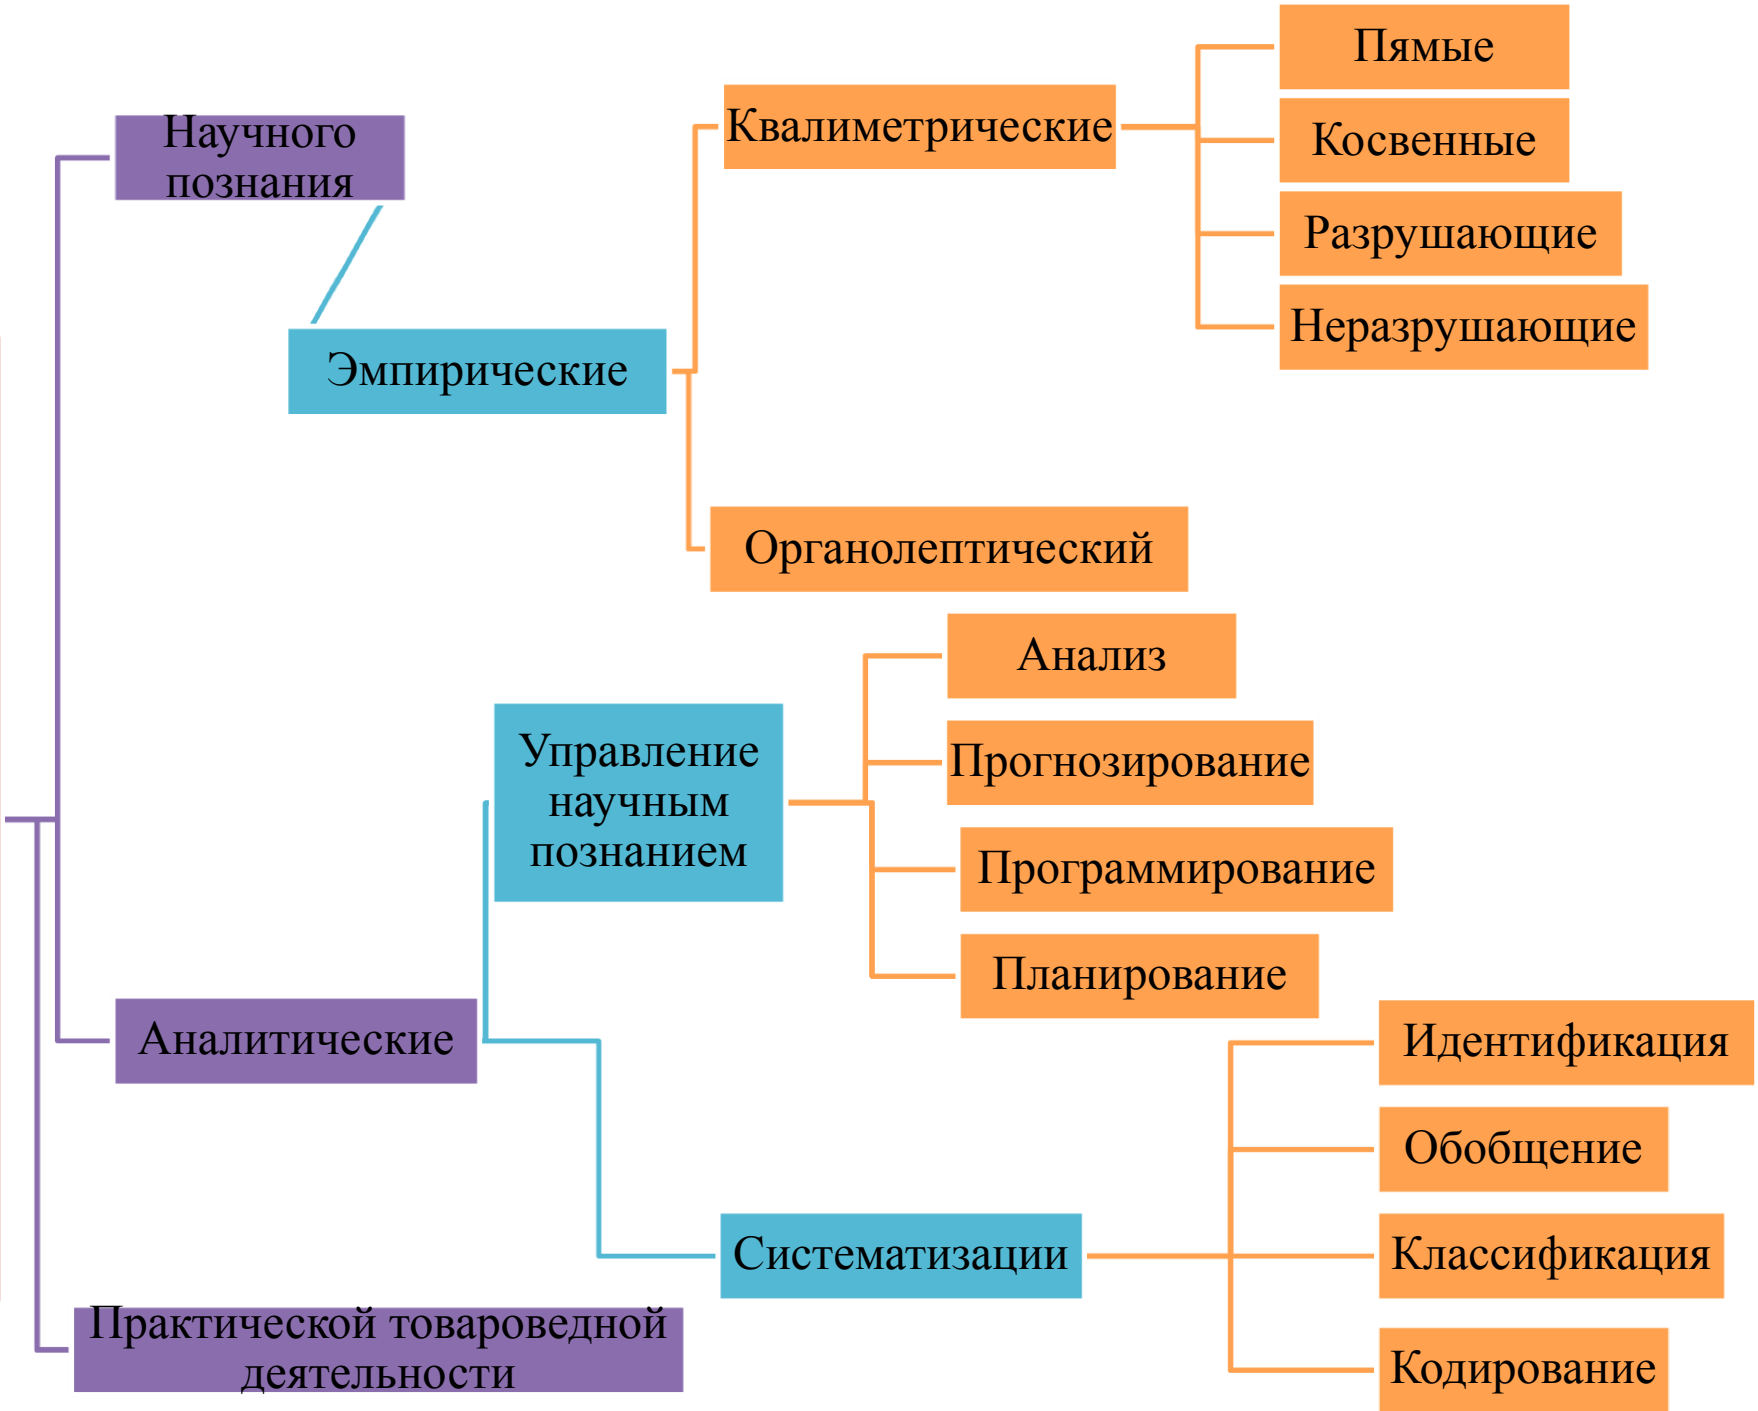 Научного
познания
Эмпирические
Квалиметрические
Пямые
Косвенные
Разрушающие
Неразрушающие
Органолептический
Аналитические
Управление
научным
познанием
Анализ
Прогнозирование
Программирование
Планирование
Систематизации
Идентификация
Обобщение
Классификация
Кодирование
Практической товароведной
деятельности